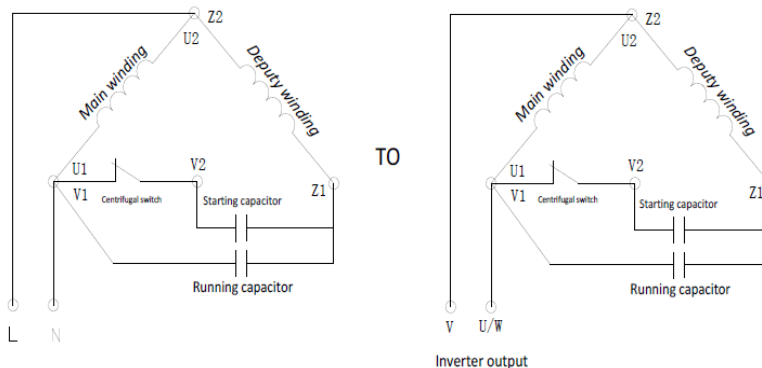 Z2
U2
Main winding
Deputy winding
U1
V1
V2
Centrifugal switch
Starting capacitor
Z1
Running capacitor
L
N
TO
Z2
U2
Main winding
Deputy winding
U1
V1
V2
Centrifugal switch
Starting capacitor
Z1
Running capacitor
V
U/W
Inverter output